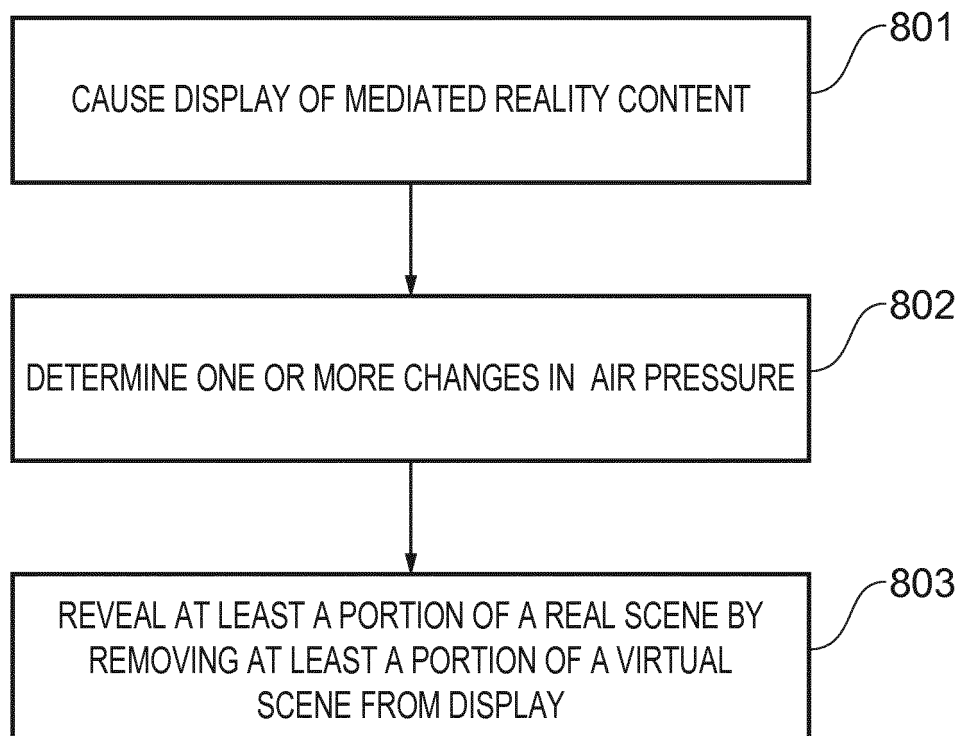 801
CAUSE DISPLAY OF MEDIATED REALITY CONTENT
802
DETERMINE ONE OR MORE CHANGES IN AIR PRESSURE
803
REVEAL AT LEAST A PORTION OF A REAL SCENE BY
REMOVING AT LEAST A PORTION OF A VIRTUAL
SCENE FROM DISPLAY